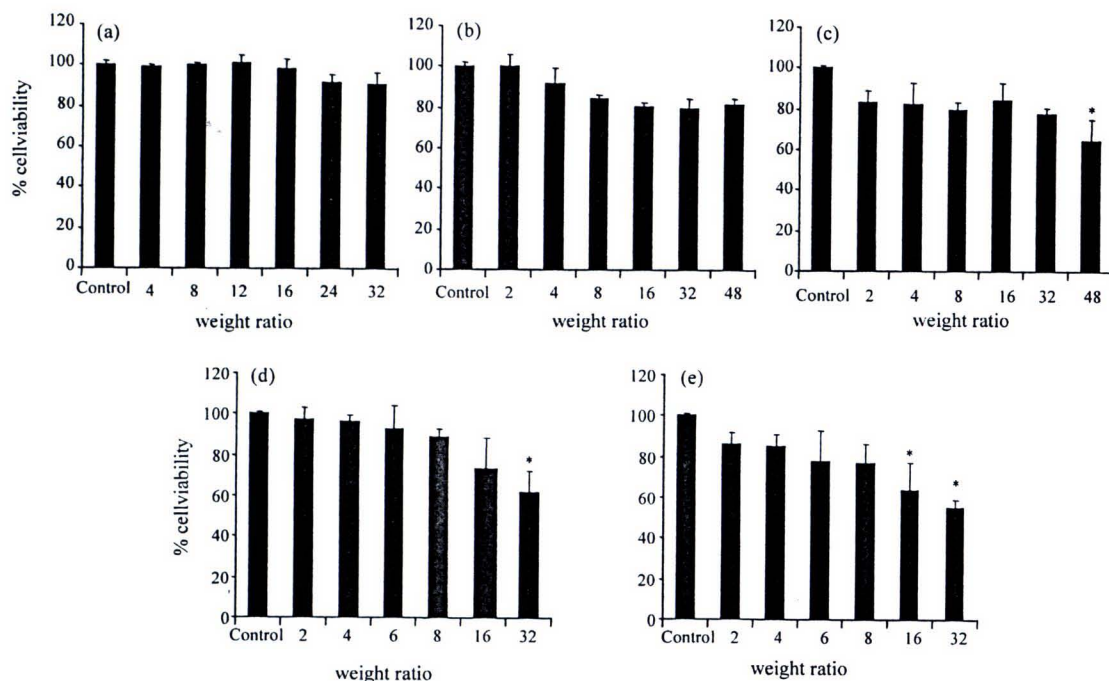 (a)
120
100
80
60
40
20
0
% cellviability
Control 4 8 12 16 24 32
weight ratio
(b)
120
100
80
60
40
20
0
Control 2 4 8 16 32 48
weight ratio
(c)
120
100
80
60
40
20
0
*
Control 2 4 8 16 32 48
weight ratio
(d)
120
100
80
60
40
20
0
% cellviability
*
Control 2 4 6 8 16 32
weight ratio
(e)
120
100
80
60
40
20
0
* *
Control 2 4 6 8 16 32
weight ratio